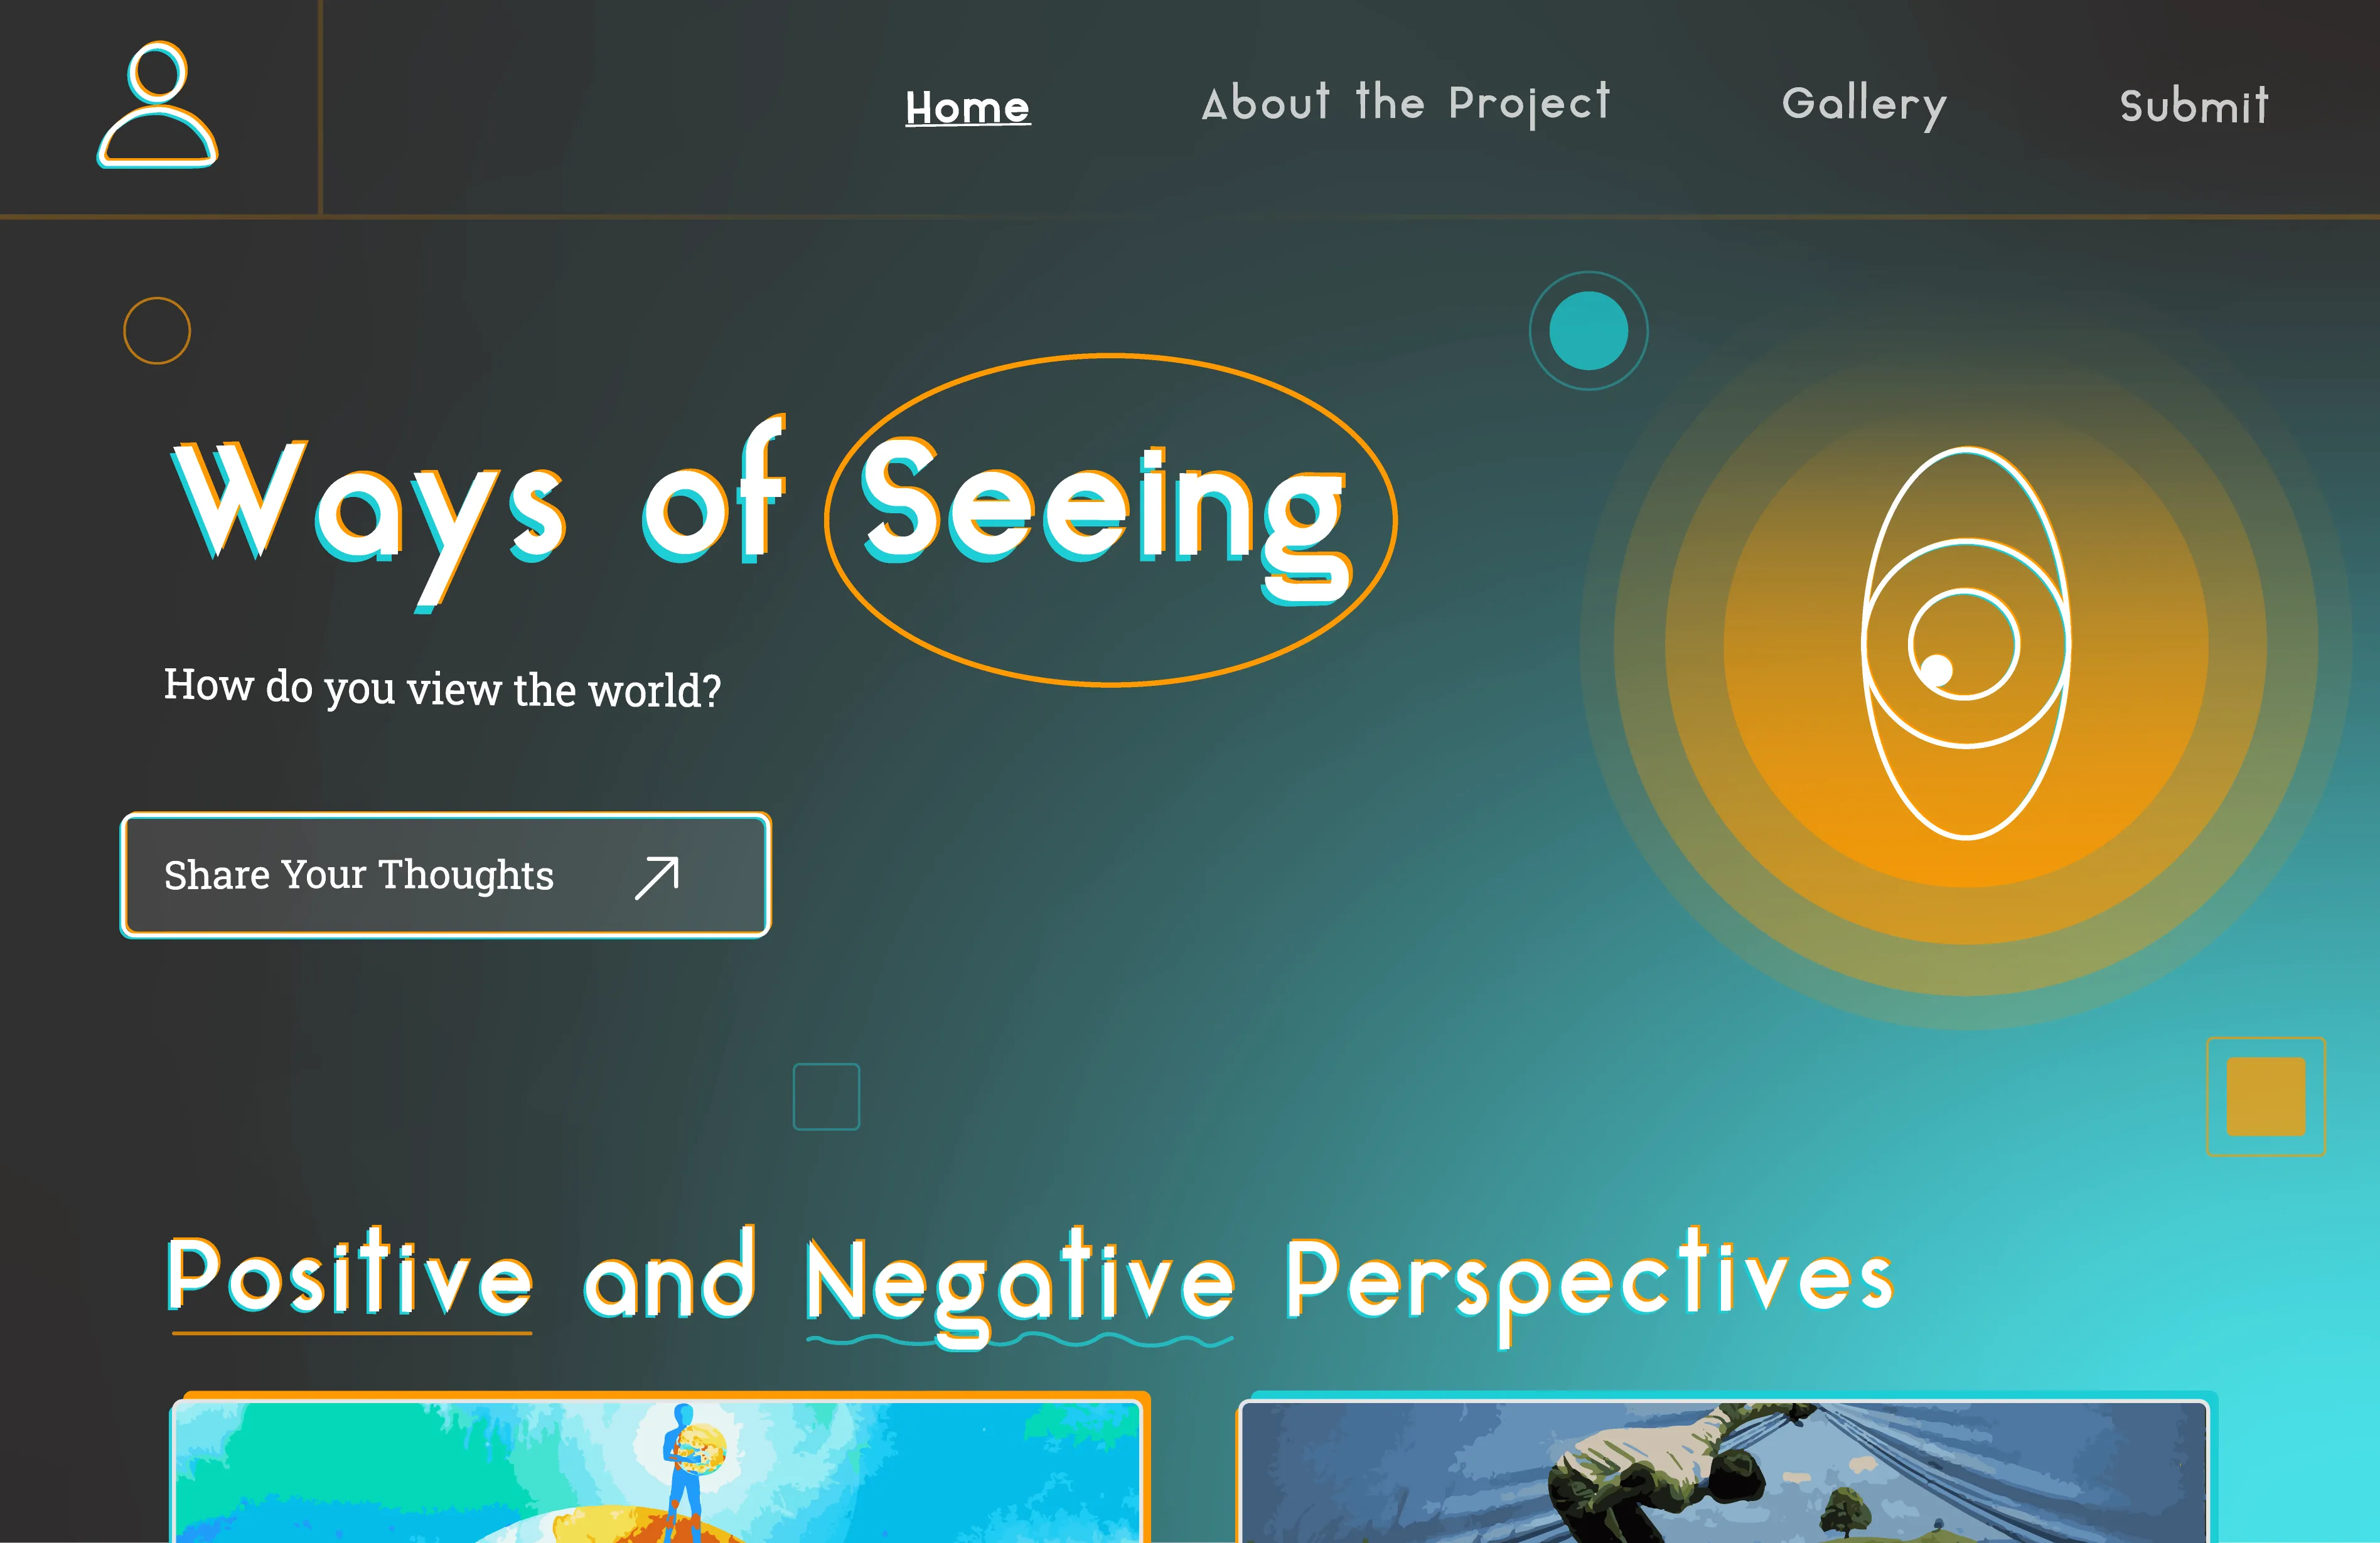 Home About the Project Gallery Submit
Ways of Seeing
How do you view the world?
Share Your Thoughts
Positive and Negative Perspectives